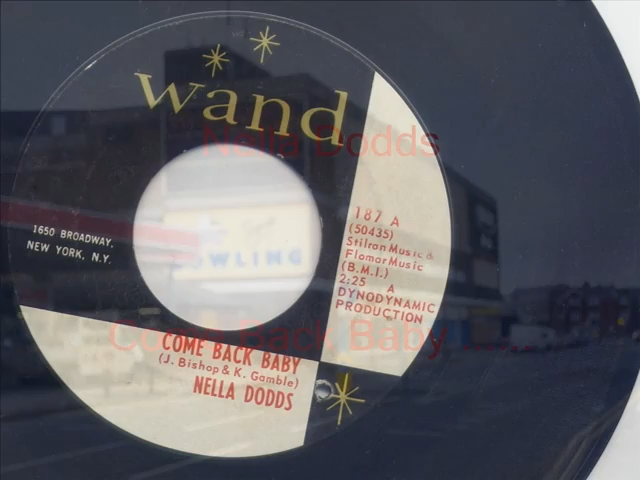 wand
Nella Dodds
1650 BROADWAY,
NEW YORK, N.Y.
187 A
(50435)
Stilran Music &
Flomar Music
(B.M.I.)
2:25 A
DYNODYNAMIC
PRODUCTION
BOWLING
Come Back Baby .....
COME BACK BABY
(J. Bishop & K. Gamble)
NELLA DODDS